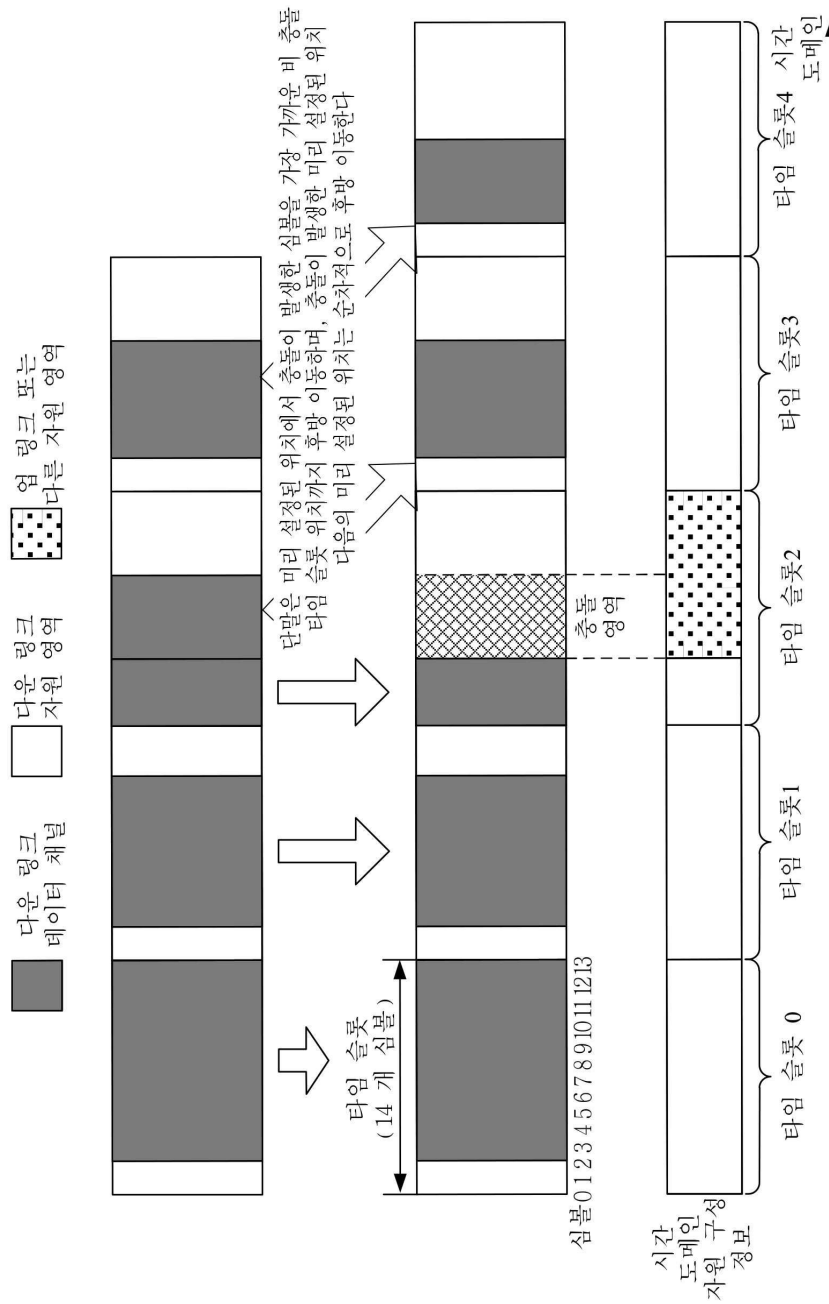 다운 링크
데이터 채널
다운 링크
자원 영역
업 링크 또는
다른 자원 영역
단말은 미리 설정된 위치에서 충돌이 발생한 심볼을 가장 가까운 비 충돌
타임 슬롯 위치까지 후방 이동하며, 충돌이 발생한 미리 설정된 위치
다음의 미리 설정된 위치는 순차적으로 후방 이동한다
타임 슬롯
(14 개 심볼)
심볼0 1 2 3 4 5 6 7 8 9 10 11 12 13
충돌
영역
시간
도메인
자원 구성
정보
타임 슬롯 0
타임 슬롯1
타임 슬롯2
타임 슬롯3
타임 슬롯4
시간
도메인